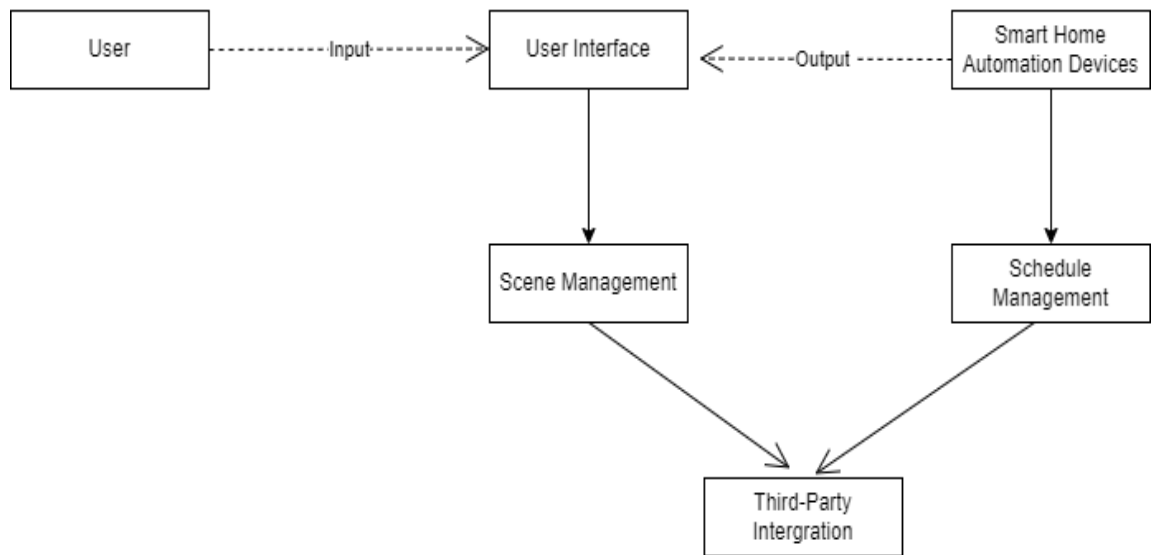 User
Input
User Interface
Output
Smart Home
Automation Devices
Scene Management
Schedule
Management
Third-Party
Intergration